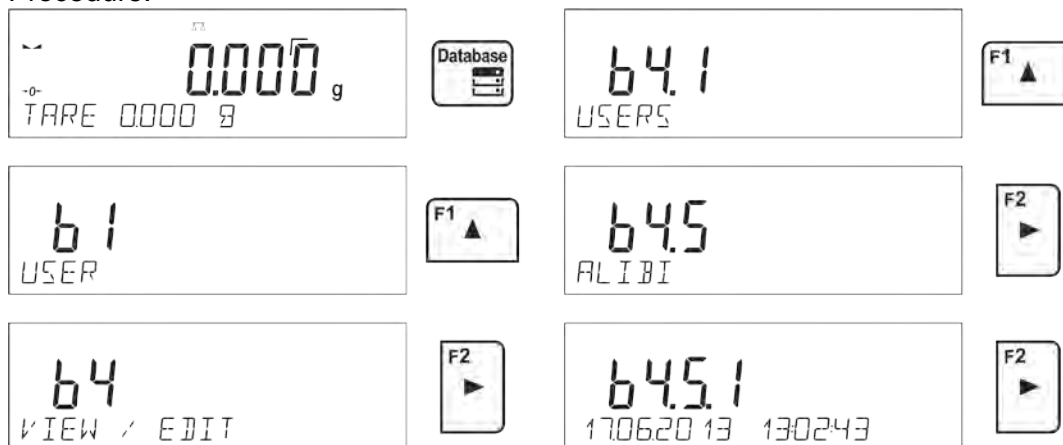 Procedure:
0.000 g
-0-
TARE 0.000 g
Database
b1
USER
F1
b4
VIEW / EDIT
F2
b4.1
USERS
F1
b4.5
ALIBI
F2
b4.5.1
17.06.2013 13:02:43
F2